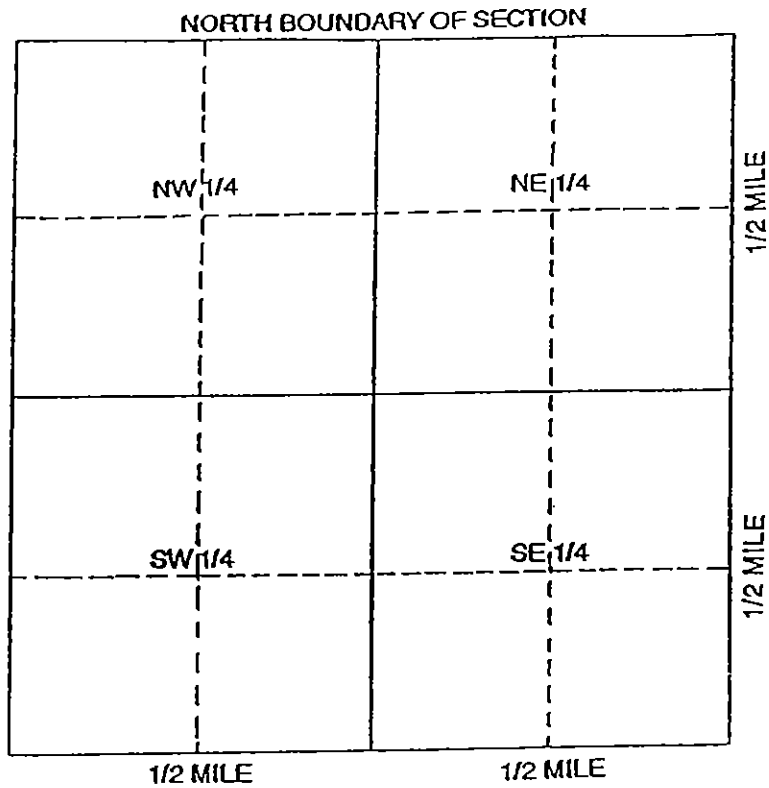 NORTH BOUNDARY OF SECTION
NW 1/4
NE 1/4
1/2 MILE
SW 1/4
SE 1/4
1/2 MILE
1/2 MILE
1/2 MILE